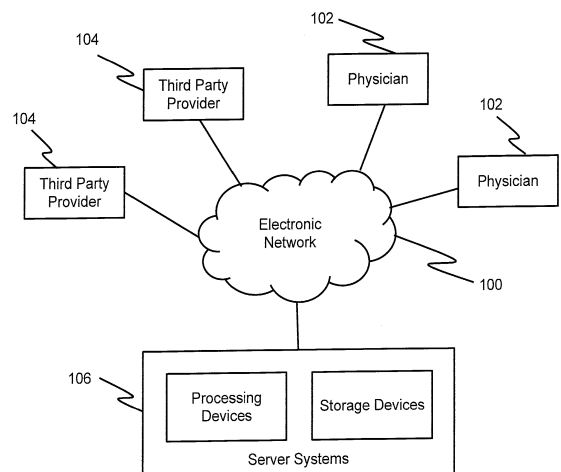 102
104
Third Party
Provider
Physician
104
102
Third Party
Provider
Physician
Electronic
Network
100
106
Processing
Devices
Storage Devices
Server Systems